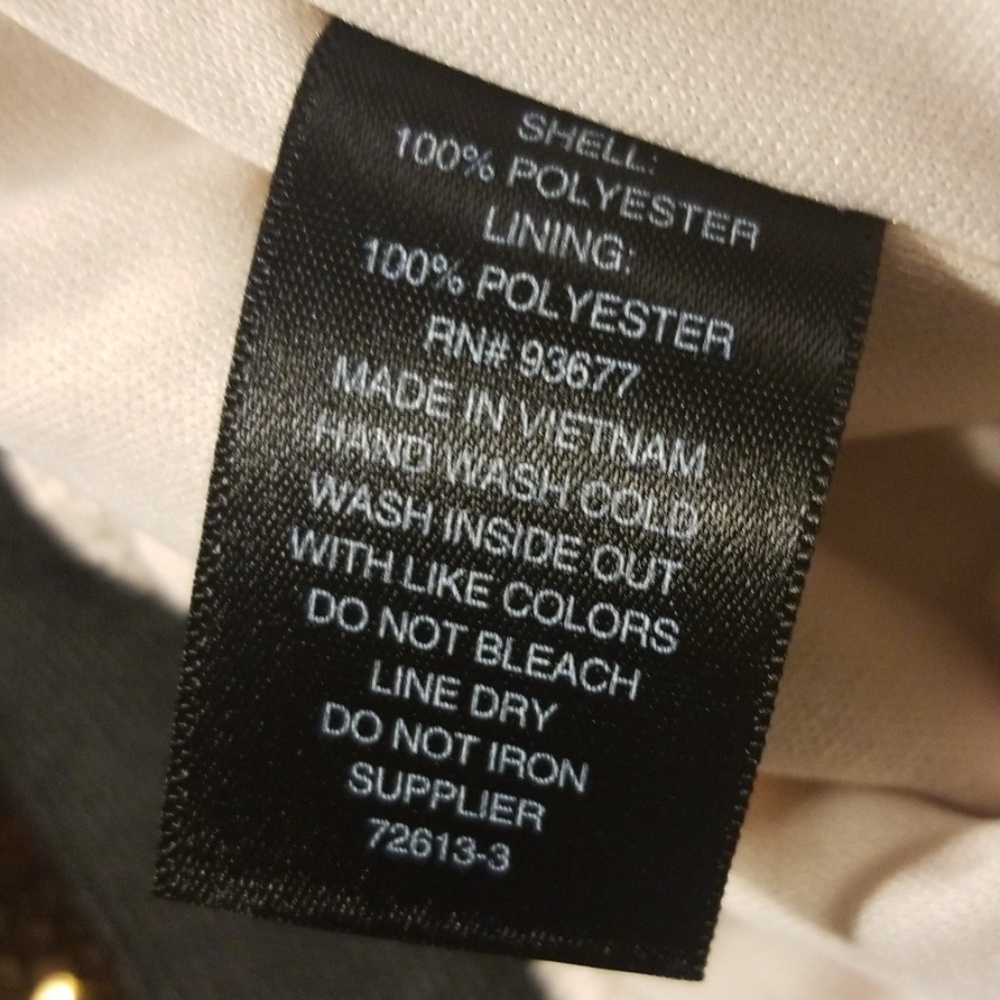 SHELL:
100% POLYESTER
LINING:
100% POLYESTER
RN# 93677
MADE IN VIETNAM
HAND WASH COLD
WASH INSIDE OUT
WITH LIKE COLORS
DO NOT BLEACH
LINE DRY
DO NOT IRON
SUPPLIER
72613-3